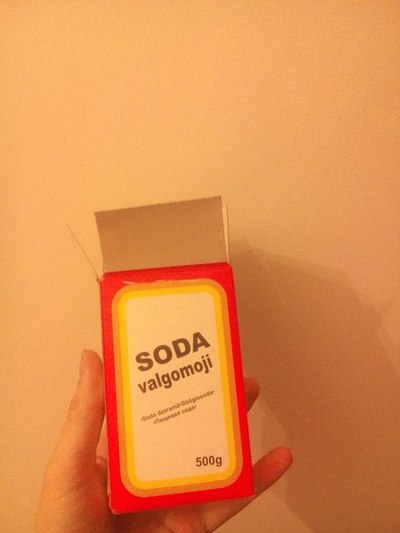 SODA
valgomoji
•Soda dzeramā•Söögisooda•
•Пищевая сода•
500g